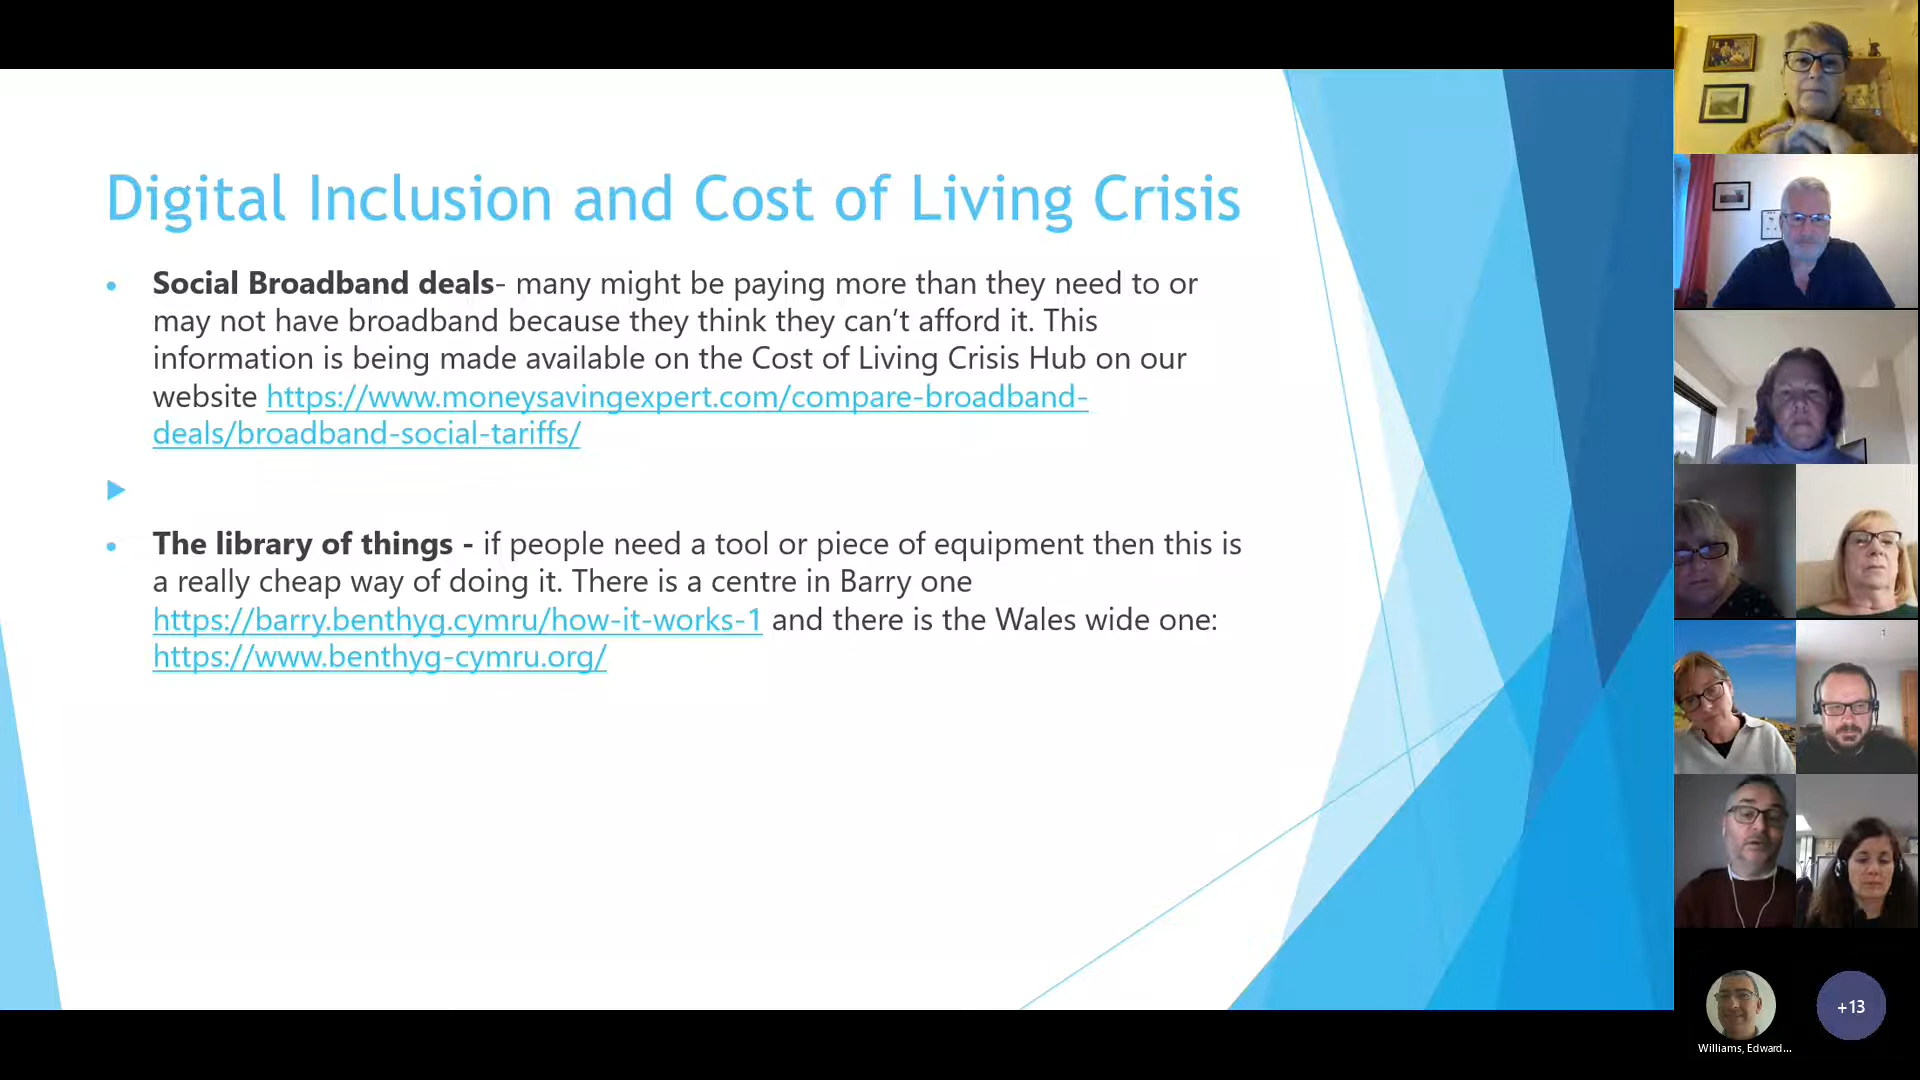 Digital Inclusion and Cost of Living Crisis
• Social Broadband deals- many might be paying more than they need to or
may not have broadband because they think they can’t afford it. This
information is being made available on the Cost of Living Crisis Hub on our
website https://www.moneysavingexpert.com/compare-broadband-
deals/broadband-social-tariffs/
• The library of things - if people need a tool or piece of equipment then this is
a really cheap way of doing it. There is a centre in Barry one
https://barry.benthyg.cymru/how-it-works-1 and there is the Wales wide one:
https://www.benthyg-cymru.org/
+13
Williams, Edward...